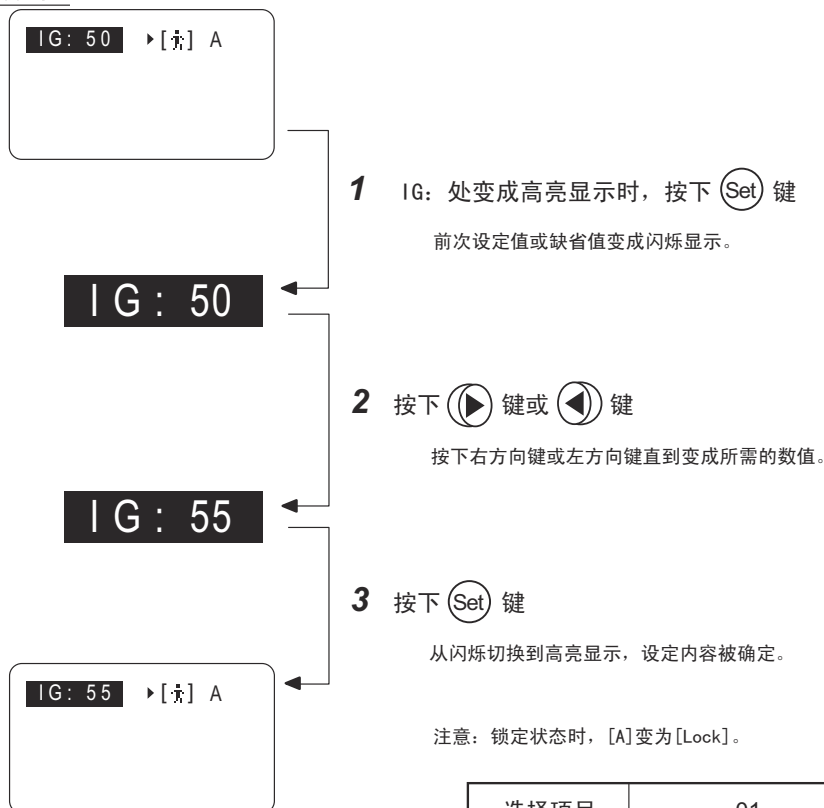 IG: 50 ▶[🚶] A
1 IG：处变成高亮显示时，按下 Set 键
前次设定值或缺省值变成闪烁显示。
IG: 50
2 按下 ▶ 键或 ◀ 键
按下右方向键或左方向键直到变成所需的数值。
IG: 55
3 按下 Set 键
从闪烁切换到高亮显示，设定内容被确定。
IG: 55 ▶[🚶] A
注意：锁定状态时，[A]变为[Lock]。